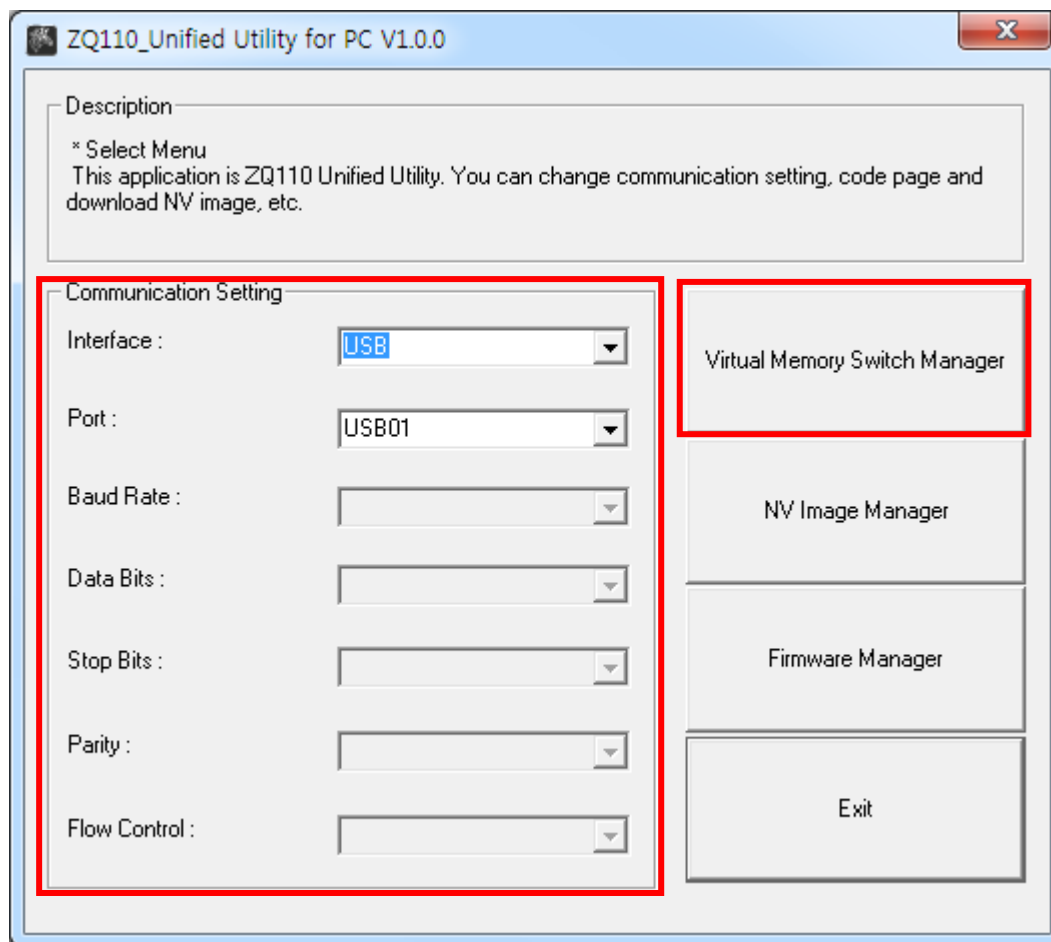 ZQ110_Unified Utility for PC V1.0.0
Description
* Select Menu
This application is ZQ110 Unified Utility. You can change communication setting, code page and
download NV image, etc.
Communication Setting
Interface : USB
Port : USB01
Baud Rate :
Data Bits :
Stop Bits :
Parity :
Flow Control :
Virtual Memory Switch Manager
NV Image Manager
Firmware Manager
Exit